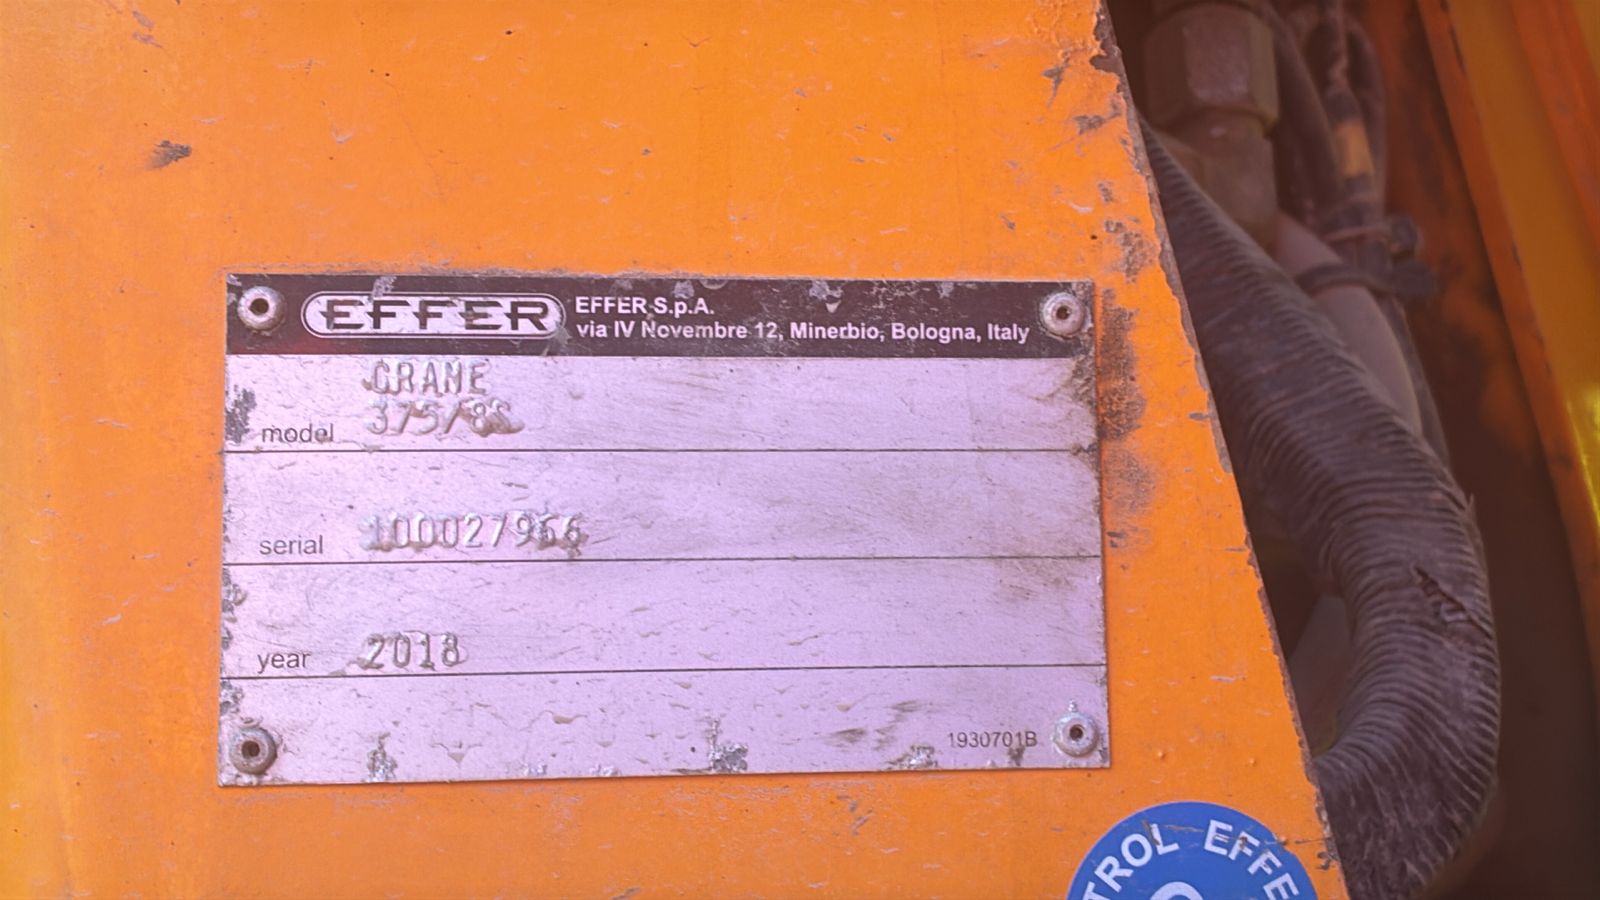 EFFER
EFFER S.p.A.
via IV Novembre 12, Minerbio, Bologna, Italy
CRANE
model 375/8S
serial 100027966
year 2018
1930701B
TROL EFFE